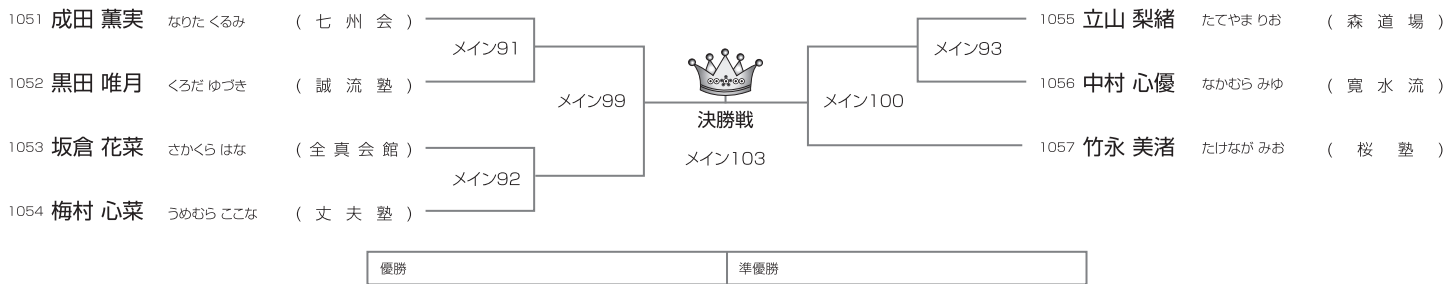 1051 成田 薫実 なりた くるみ ( 七 州 会 )
1052 黒田 唯月 くろだ ゆづき ( 誠 流 塾 )
1053 坂倉 花菜 さかくら はな ( 全 真 会 館 )
1054 梅村 心菜 うめむら ここな ( 丈 夫 塾 )
メイン91
メイン92
メイン99
決勝戦
メイン103
メイン100
メイン93
1055 立山 梨緒 たてやま りお ( 森 道 場 )
1056 中村 心優 なかむら みゆ ( 寛 水 流 )
1057 竹永 美渚 たけなが みお ( 桜 塾 )
優勝
準優勝